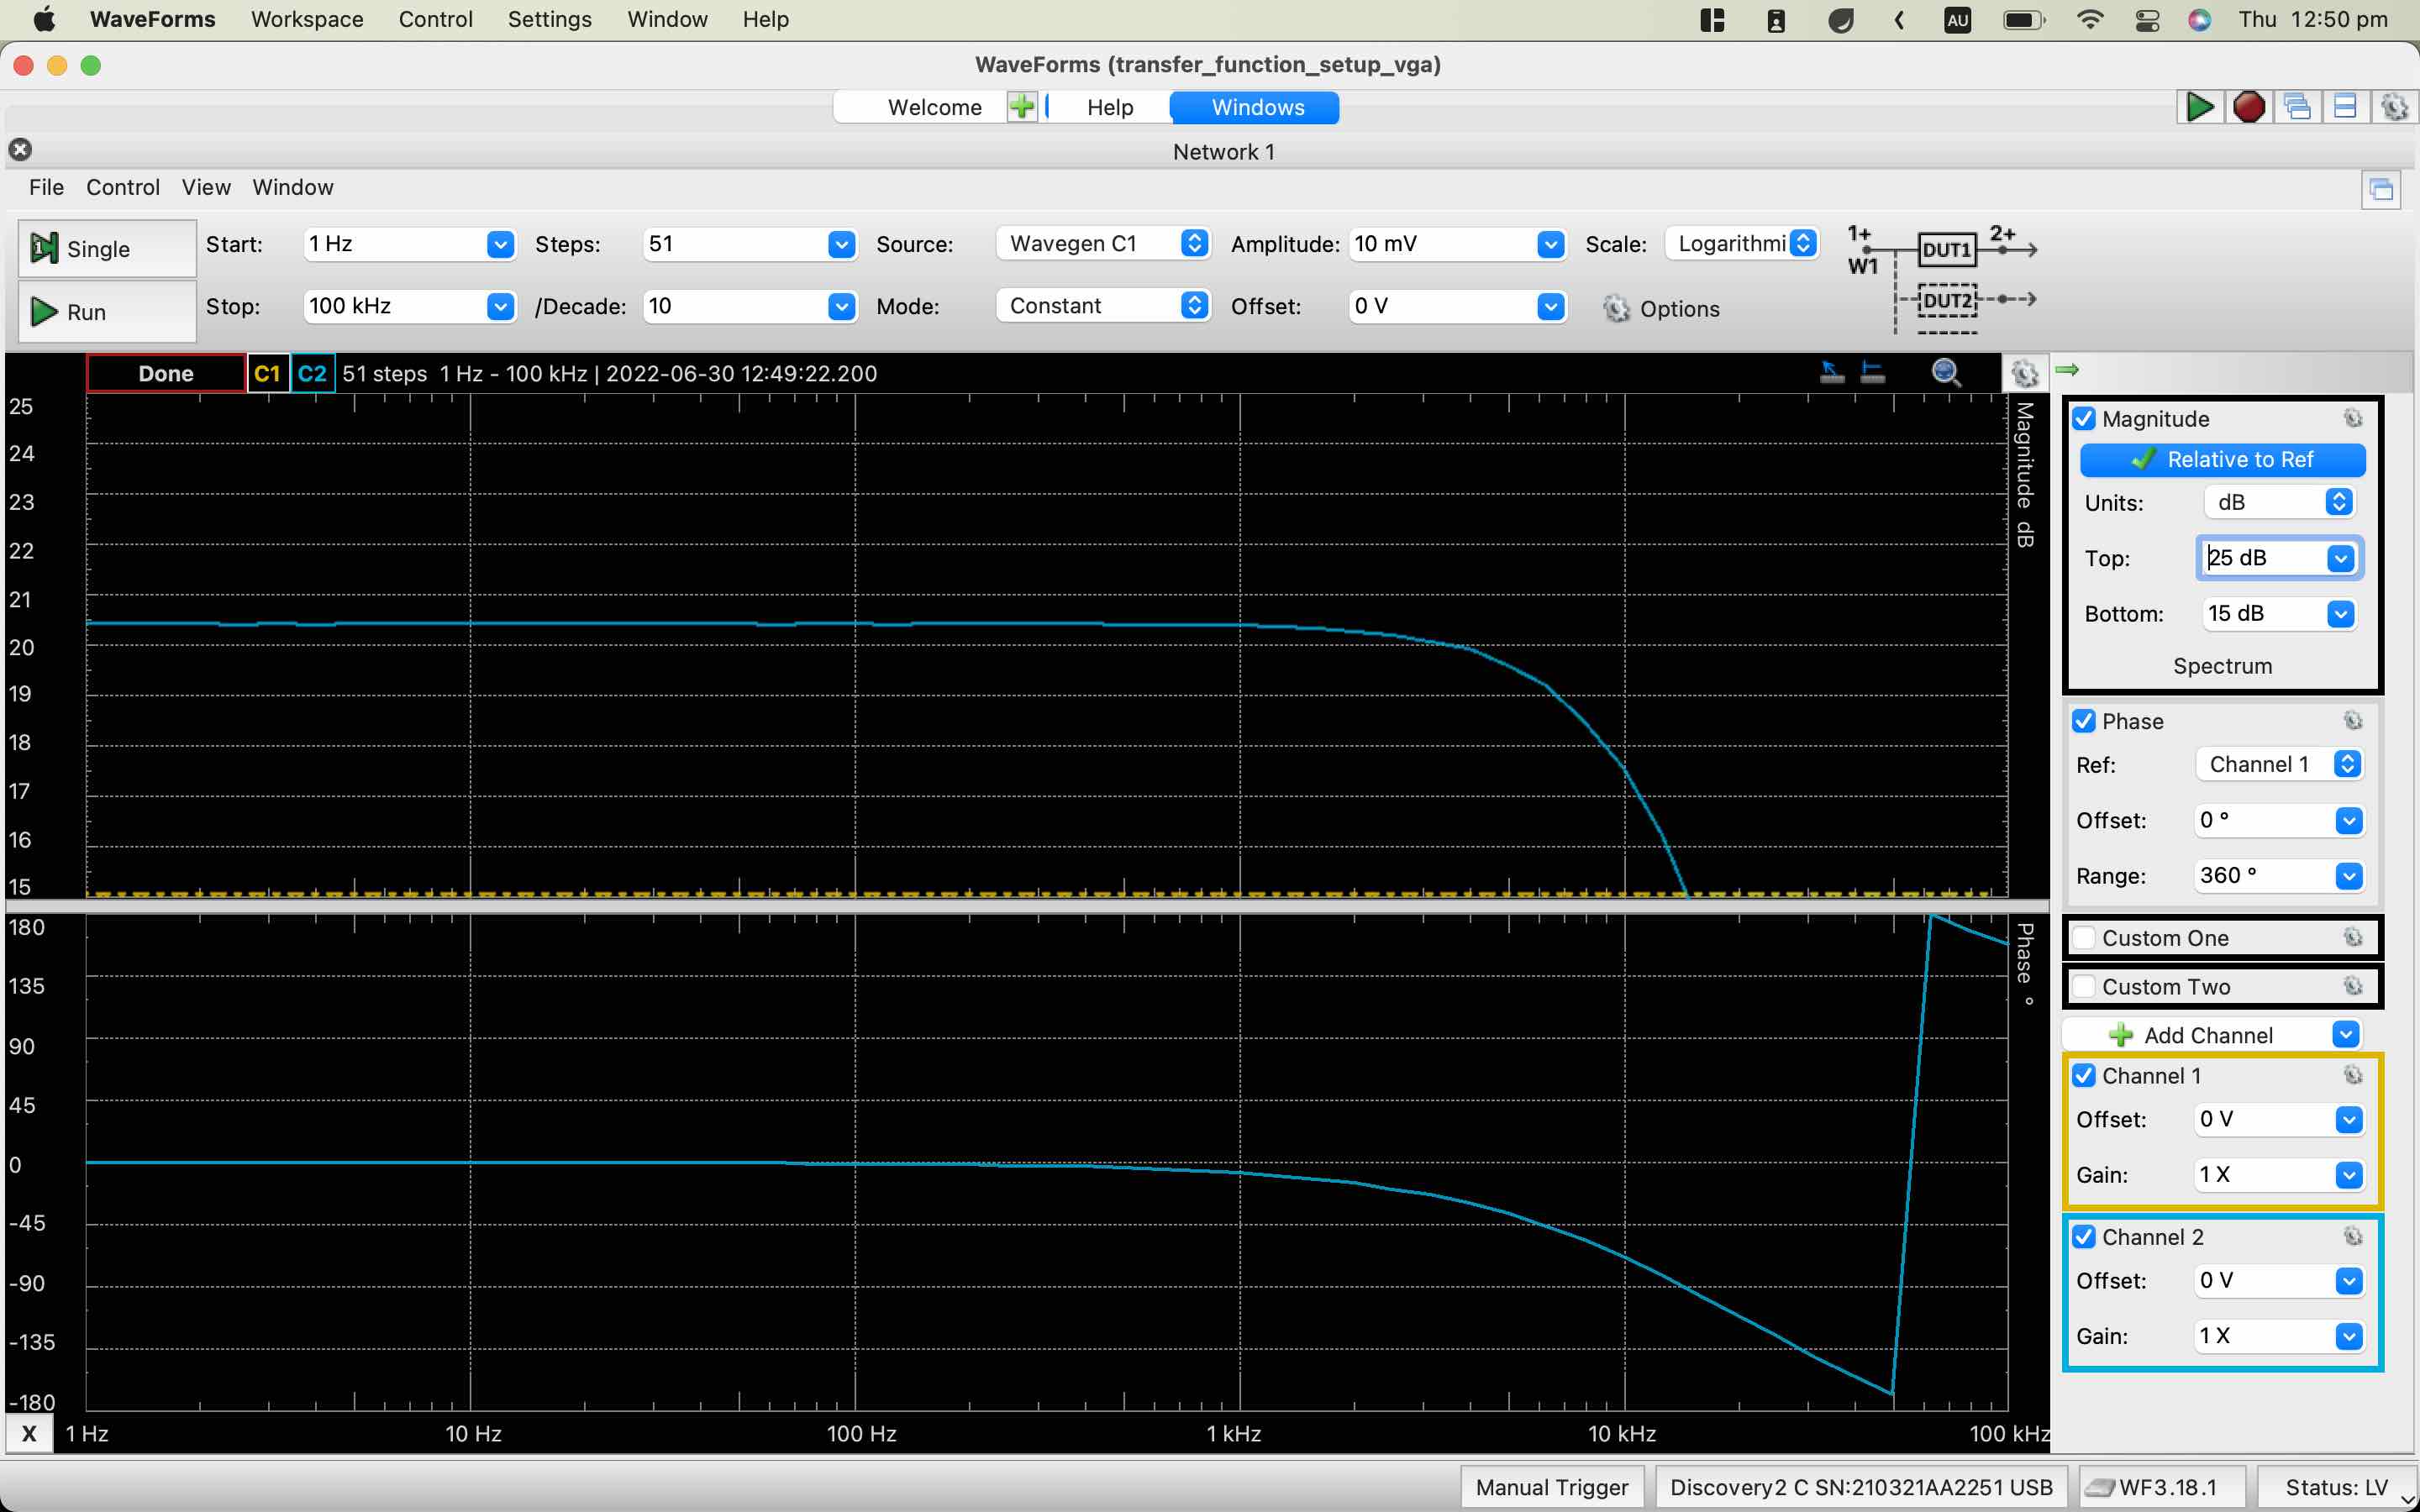 WaveForms Workspace Control Settings Window Help AU Thu 12:50 pm
WaveForms (transfer_function_setup_vga)
Welcome Help Windows
Network 1
File Control View Window
Single Start: 1 Hz Steps: 51 Source: Wavegen C1 Amplitude: 10 mV Scale: Logarithmi 1+ W1 DUT1 2+
Run Stop: 100 kHz /Decade: 10 Mode: Constant Offset: 0 V Options DUT2
Done C1 C2 51 steps 1 Hz - 100 kHz | 2022-06-30 12:49:22.200
25
24
23
22
21
20
19
18
17
16
15
Magnitude dB
180
135
90
45
0
-45
-90
-135
-180
Phase °
X 1 Hz 10 Hz 100 Hz 1 kHz 10 kHz 100 kHz
Magnitude
Relative to Ref
Units: dB
Top: 25 dB
Bottom: 15 dB
Spectrum
Phase
Ref: Channel 1
Offset: 0 °
Range: 360 °
Custom One
Custom Two
Add Channel
Channel 1
Offset: 0 V
Gain: 1 X
Channel 2
Offset: 0 V
Gain: 1 X
Manual Trigger Discovery2 C SN:210321AA2251 USB WF3.18.1 Status: LV